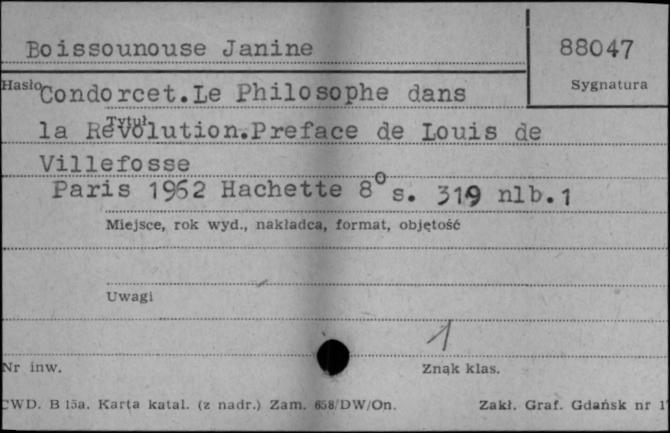 Boissounouse Janine
88047
Hasło
Sygnatura
Condorcet.Le Philosophe dans
Tytuł
la Révolution.Preface de Louis de
Villefosse
Paris 1962 Hachette 8° s. 319 nlb.1
Miejsce, rok wyd., nakładca, format, objętość
Uwagi
1
Nr inw.
Znak klas.
CWD. B 15a. Karta katal. (z nadr.) Zam. 658/DW/On.
Zakł. Graf. Gdańsk nr